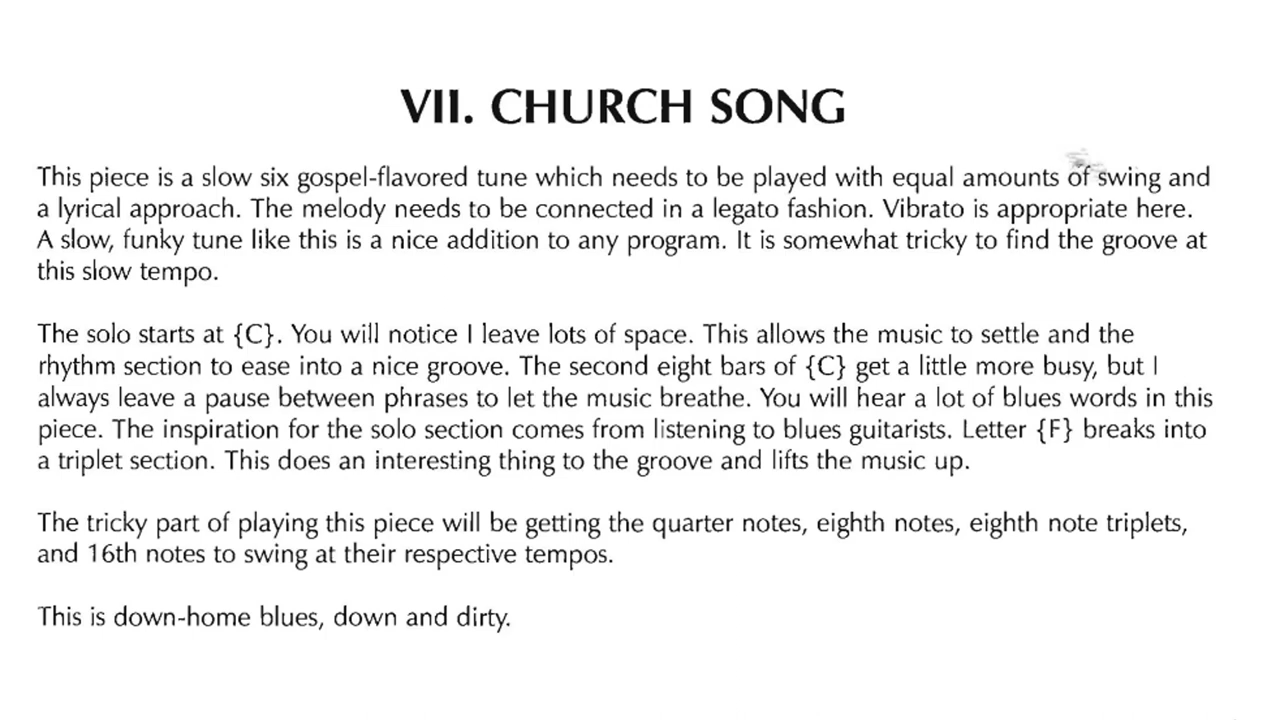 VII. CHURCH SONG
This piece is a slow six gospel-flavored tune which needs to be played with equal amounts of swing and
a lyrical approach. The melody needs to be connected in a legato fashion. Vibrato is appropriate here.
A slow, funky tune like this is a nice addition to any program. It is somewhat tricky to find the groove at
this slow tempo.
The solo starts at {C}. You will notice I leave lots of space. This allows the music to settle and the
rhythm section to ease into a nice groove. The second eight bars of {C} get a little more busy, but I
always leave a pause between phrases to let the music breathe. You will hear a lot of blues words in this
piece. The inspiration for the solo section comes from listening to blues guitarists. Letter {F} breaks into
a triplet section. This does an interesting thing to the groove and lifts the music up.
The tricky part of playing this piece will be getting the quarter notes, eighth notes, eighth note triplets,
and 16th notes to swing at their respective tempos.
This is down-home blues, down and dirty.